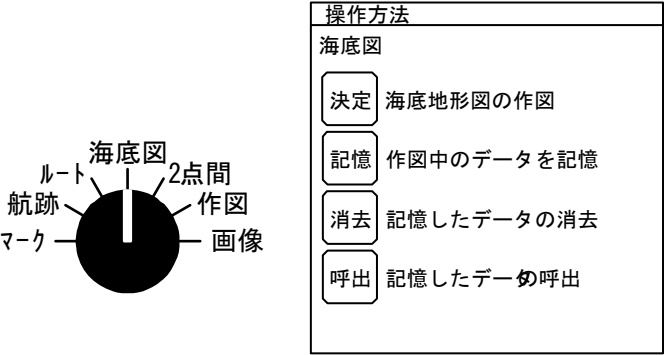 海底図
ルート
2点間
航跡
作図
マーク
画像
操作方法
海底図
決定 海底地形図の作図
記憶 作図中のデータを記憶
消去 記憶したデータの消去
呼出 記憶したデータの呼出